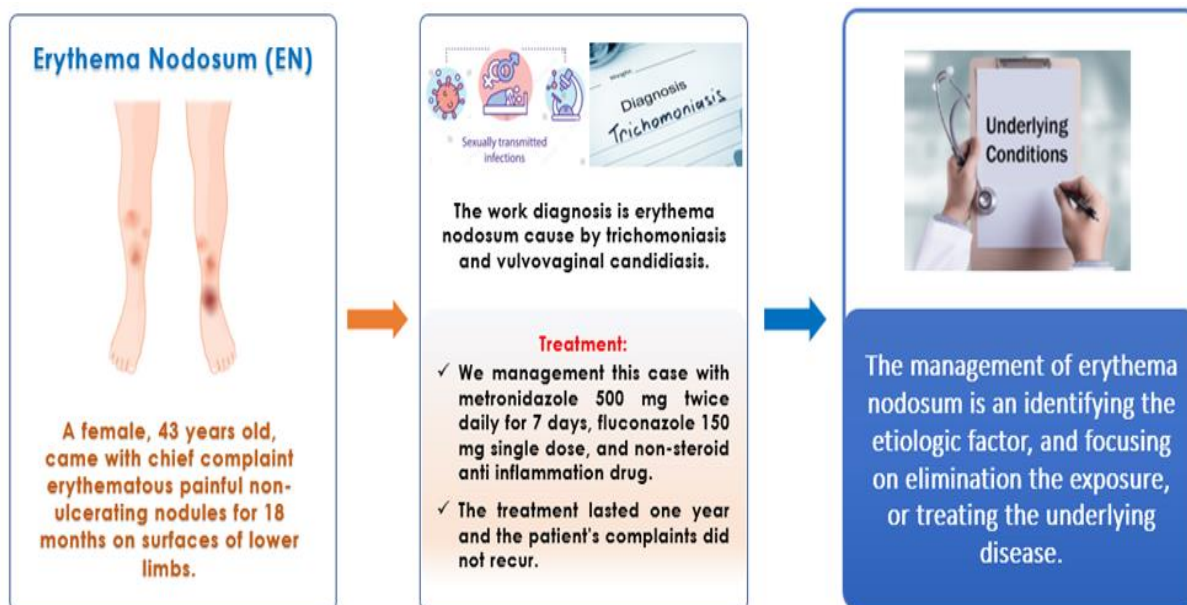 Erythema Nodosum (EN)
A female, 43 years old,
came with chief complaint
erythematous painful non-
ulcerating nodules for 18
months on surfaces of lower
limbs.
Sexually transmitted
infections
Diagnosis
Trichomoniasis
The work diagnosis is erythema
nodosum cause by trichomoniasis
and vulvovaginal candidiasis.
Treatment:
✓ We management this case with
metronidazole 500 mg twice
daily for 7 days, fluconazole 150
mg single dose, and non-steroid
anti inflammation drug.
✓ The treatment lasted one year
and the patient's complaints did
not recur.
Underlying
Conditions
The management of erythema
nodosum is an identifying the
etiologic factor, and focusing
on elimination the exposure,
or treating the underlying
disease.